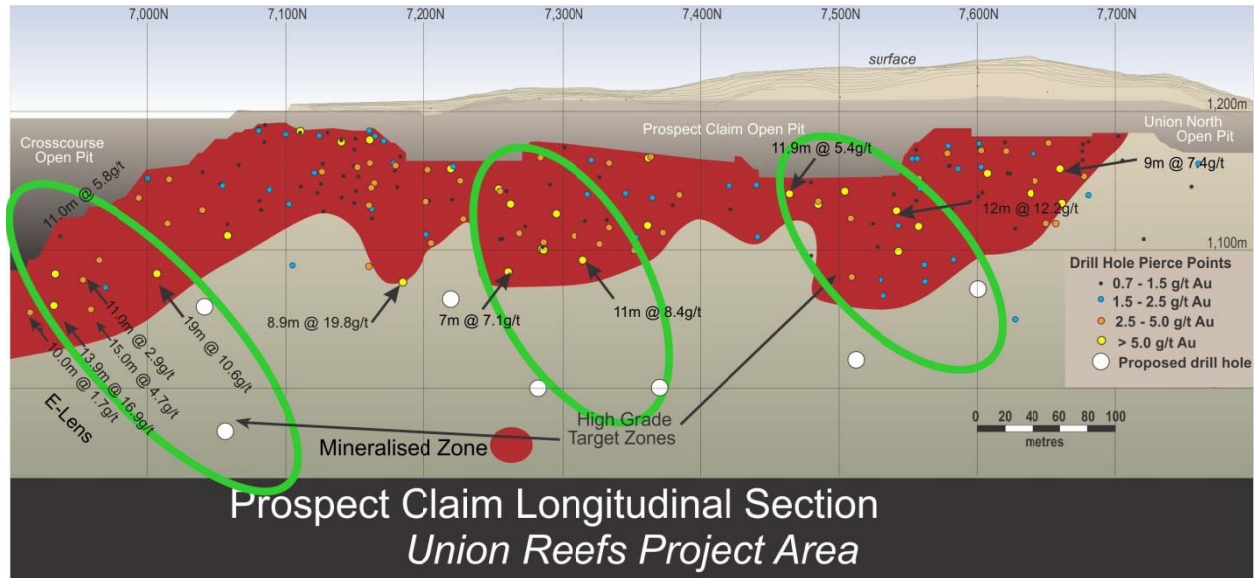 7,000N 7,100N 7,200N 7,300N 7,400N 7,500N 7,600N 7,700N
surface
1,200m
Crosscourse
Open Pit
Prospect Claim Open Pit
Union North
Open Pit
11.0m @ 5.8g/t
11.9m @ 5.4g/t
9m @ 7.4g/t
12m @ 12.2g/t
1,100m
8.9m @ 19.8g/t
7m @ 7.1g/t
11m @ 8.4g/t
19m @ 10.6g/t
11.0m @ 2.9g/t
15.0m @ 4.7g/t
13.9m @ 16.9g/t
10.0m @ 1.7g/t
E-Lens
Drill Hole Pierce Points
0.7 - 1.5 g/t Au
1.5 - 2.5 g/t Au
2.5 - 5.0 g/t Au
> 5.0 g/t Au
Proposed drill hole
High Grade
Target Zones
0 20 40 60 80 100
metres
Mineralised Zone
Prospect Claim Longitudinal Section
Union Reefs Project Area